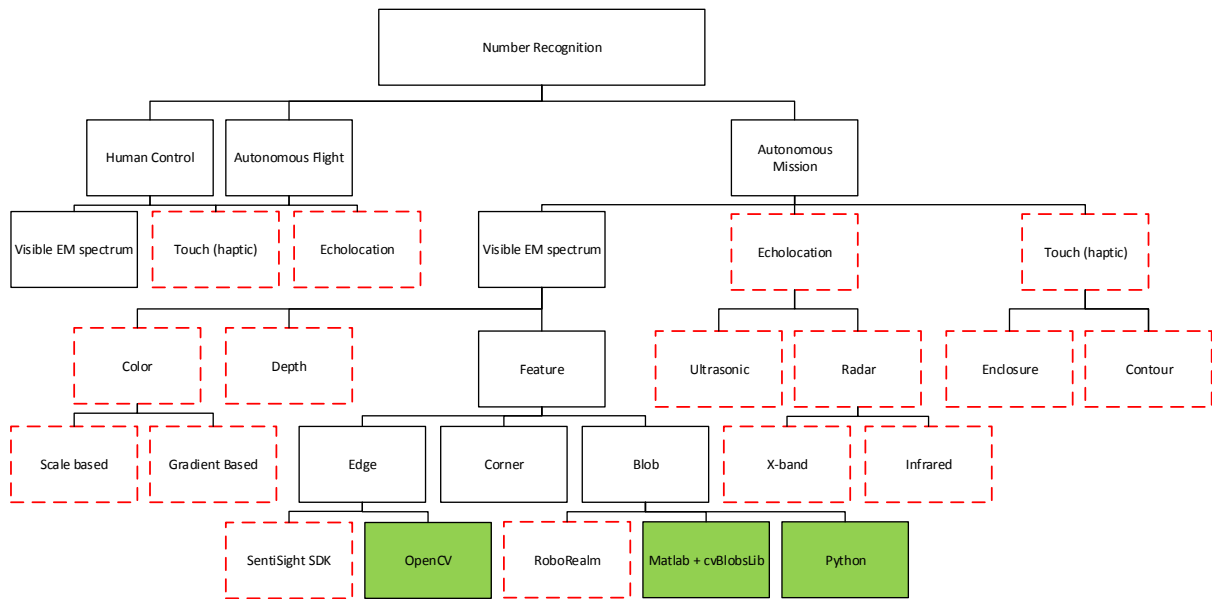 Number Recognition
Human Control
Autonomous Flight
Autonomous
Mission
Visible EM spectrum
Touch (haptic)
Echolocation
Visible EM spectrum
Echolocation
Touch (haptic)
Color
Depth
Feature
Ultrasonic
Radar
Enclosure
Contour
Scale based
Gradient Based
Edge
Corner
Blob
X-band
Infrared
SentiSight SDK
OpenCV
RoboRealm
Matlab + cvBlobsLib
Python